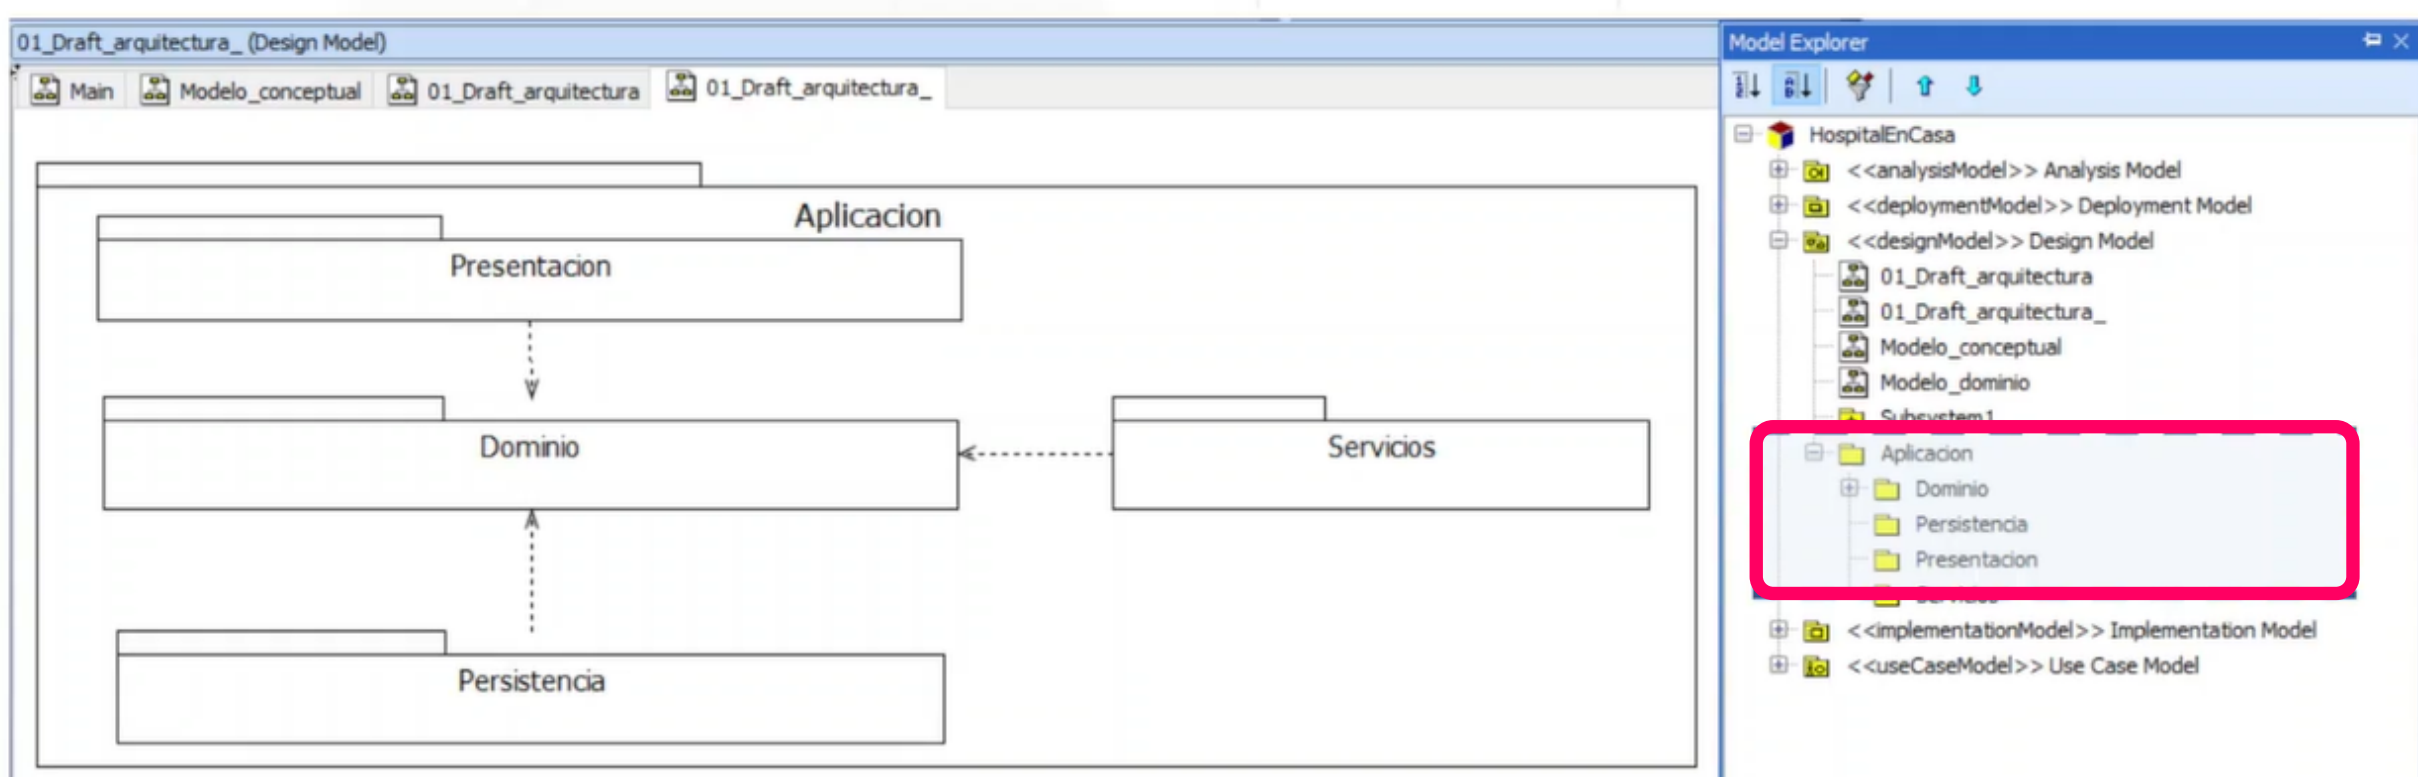 01_Draft_arquitectura_ (Design Model)
Main
Modelo_conceptual
01_Draft_arquitectura
01_Draft_arquitectura_
Aplicacion
Presentacion
Dominio
Servicios
Persistencia
Model Explorer
HospitalEnCasa
<<analysisModel>> Analysis Model
<<deploymentModel>> Deployment Model
<<designModel>> Design Model
01_Draft_arquitectura
01_Draft_arquitectura_
Modelo_conceptual
Modelo_dominio
Subsystem1
Aplicacion
Dominio
Persistencia
Presentacion
<<implementationModel>> Implementation Model
<<useCaseModel>> Use Case Model